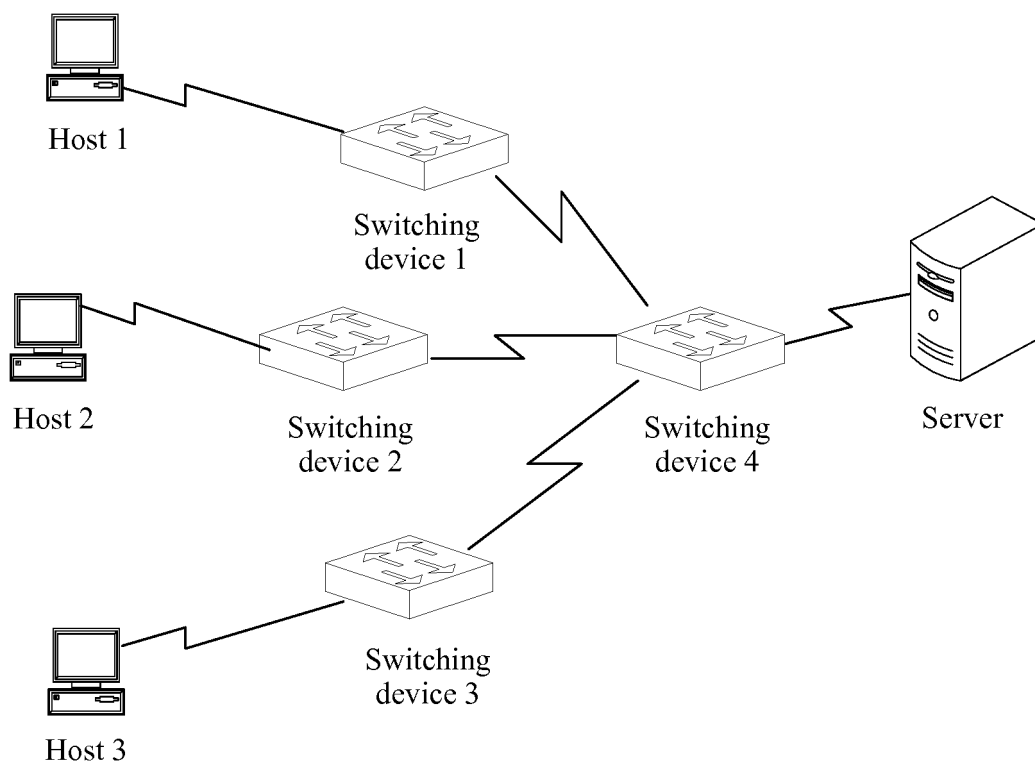 Host 1
Switching
device 1
Host 2
Switching
device 2
Switching
device 4
Server
Switching
device 3
Host 3